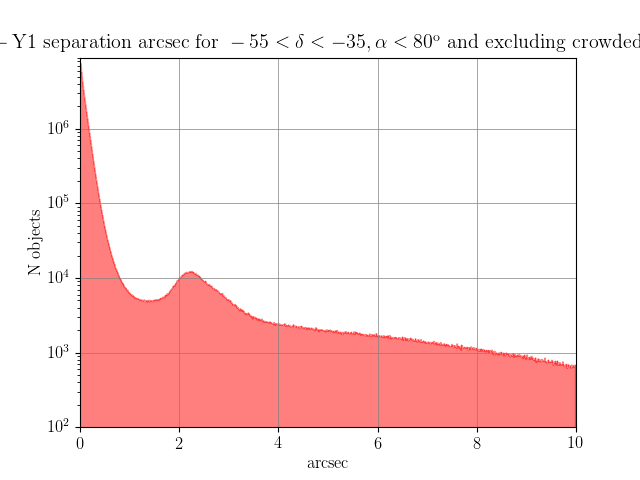 – Y1 separation arcsec for −55 < δ < −35, α < 80° and excluding crowded
10⁶
10⁵
10⁴
10³
10²
N objects
0 2 4 6 8 10
arcsec